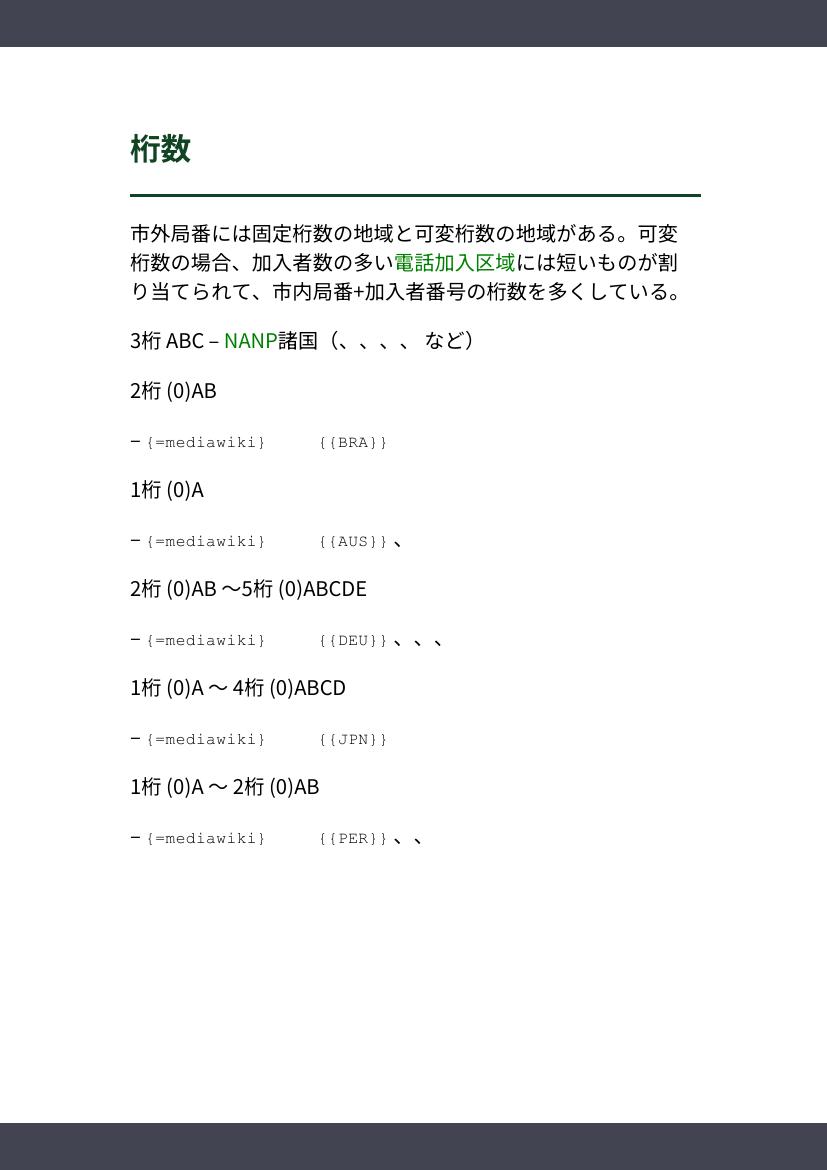 桁数
市外局番には固定桁数の地域と可変桁数の地域がある。可変
桁数の場合、加入者数の多い電話加入区域には短いものが割
り当てられて、市内局番+加入者番号の桁数を多くしている。
3桁 ABC – NANP諸国（、、、、 など）
2桁 (0)AB
– {=mediawiki} {{BRA}}
1桁 (0)A
– {=mediawiki} {{AUS}} 、
2桁 (0)AB ～5桁 (0)ABCDE
– {=mediawiki} {{DEU}} 、、、
1桁 (0)A ～ 4桁 (0)ABCD
– {=mediawiki} {{JPN}}
1桁 (0)A ～ 2桁 (0)AB
– {=mediawiki} {{PER}} 、、